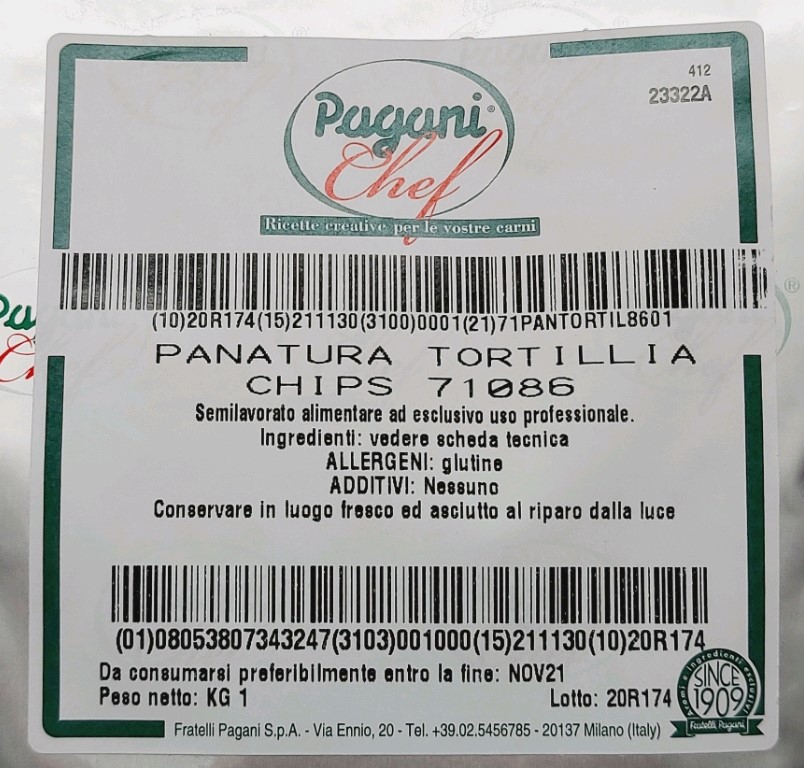 412
23322A
Pagani®
Chef
Ricette creative per le vostre carni
(10)20R174(15)211130(3100)0001(21)71PANTORTIL8601
PANATURA TORTILLIA
CHIPS 71086
Semilavorato alimentare ad esclusivo uso professionale.
Ingredienti: vedere scheda tecnica
ALLERGENI: glutine
ADDITIVI: Nessuno
Conservare in luogo fresco ed asciutto al riparo dalla luce
(01)08053807343247(3103)001000(15)211130(10)20R174
Da consumarsi preferibilmente entro la fine: NOV21
Peso netto: KG 1
Lotto: 20R174
SINCE
1909
Fratelli Pagani
Fratelli Pagani S.p.A. - Via Ennio, 20 - Tel. +39.02.5456785 - 20137 Milano (Italy)